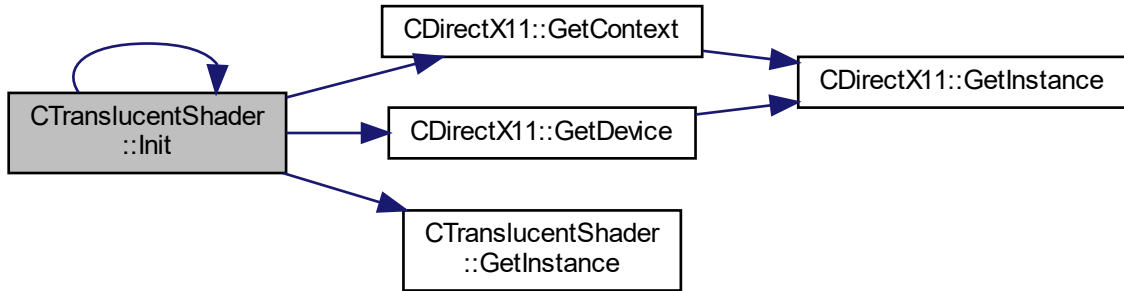 CTranslucentShader
::Init
CDirectX11::GetContext
CDirectX11::GetDevice
CTranslucentShader
::GetInstance
CDirectX11::GetInstance